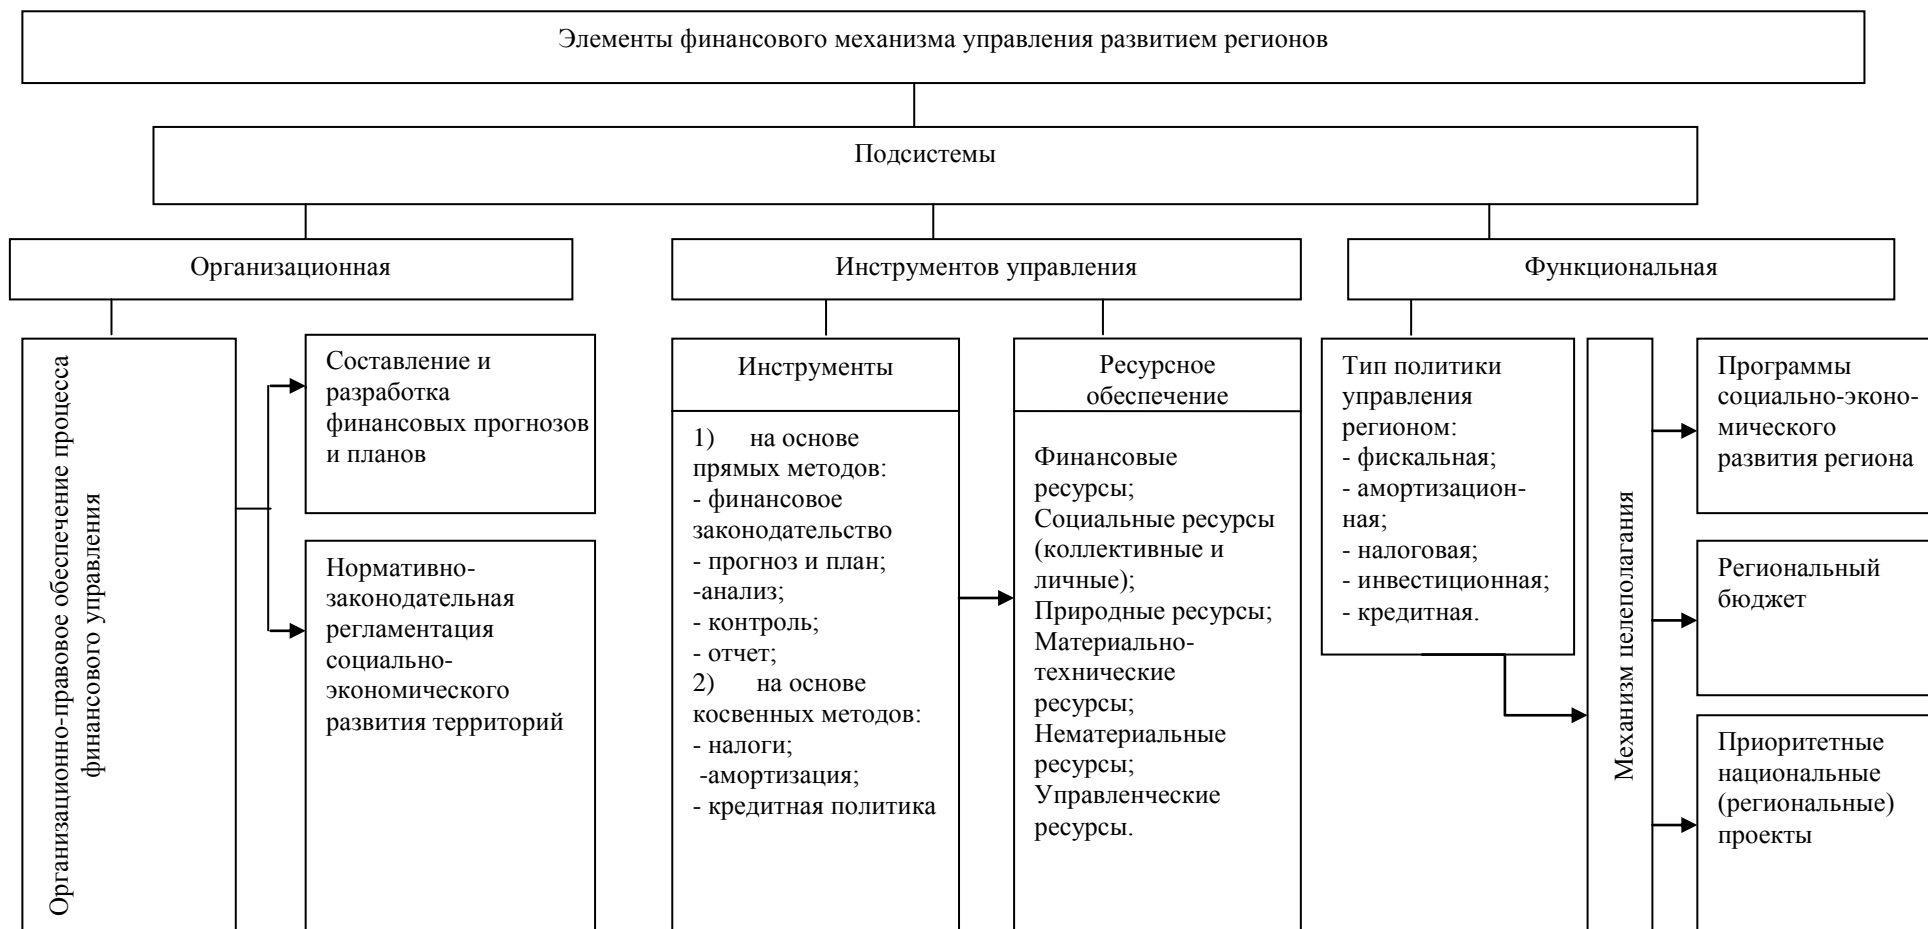 Элементы финансового механизма управления развитием регионов
Подсистемы
Организационная
Инструментов управления
Функциональная
Организационно-правовое обеспечение процесса
финансового управления
Составление и
разработка
финансовых прогнозов
и планов
Нормативно-
законодательная
регламентация
социально-
экономического
развития территорий
Инструменты
1) на основе
прямых методов:
- финансовое
законодательство
- прогноз и план;
-анализ;
- контроль;
- отчет;
2) на основе
косвенных методов:
- налоги;
-амортизация;
- кредитная политика
Ресурсное
обеспечение
Финансовые
ресурсы;
Социальные ресурсы
(коллективные и
личные);
Природные ресурсы;
Материально-
технические
ресурсы;
Нематериальные
ресурсы;
Управленческие
ресурсы.
Тип политики
управления
регионом:
- фискальная;
- амортизацион-
ная;
- налоговая;
- инвестиционная;
- кредитная.
Механизм целеполагания
Программы
социально-эконо-
мического
развития региона
Региональный
бюджет
Приоритетные
национальные
(региональные)
проекты